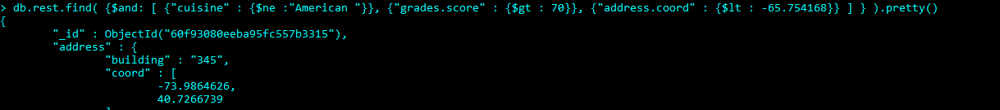 > db.rest.find( {$and: [ {"cuisine" : {$ne :"American "}}, {"grades.score" : {$gt : 70}}, {"address.coord" : {$lt : -65.754168}} ] } ).pretty()
{
        "_id" : ObjectId("60f93080eeba95fc557b3315"),
        "address" : {
                "building" : "345",
                "coord" : [
                        -73.9864626,
                        40.7266739